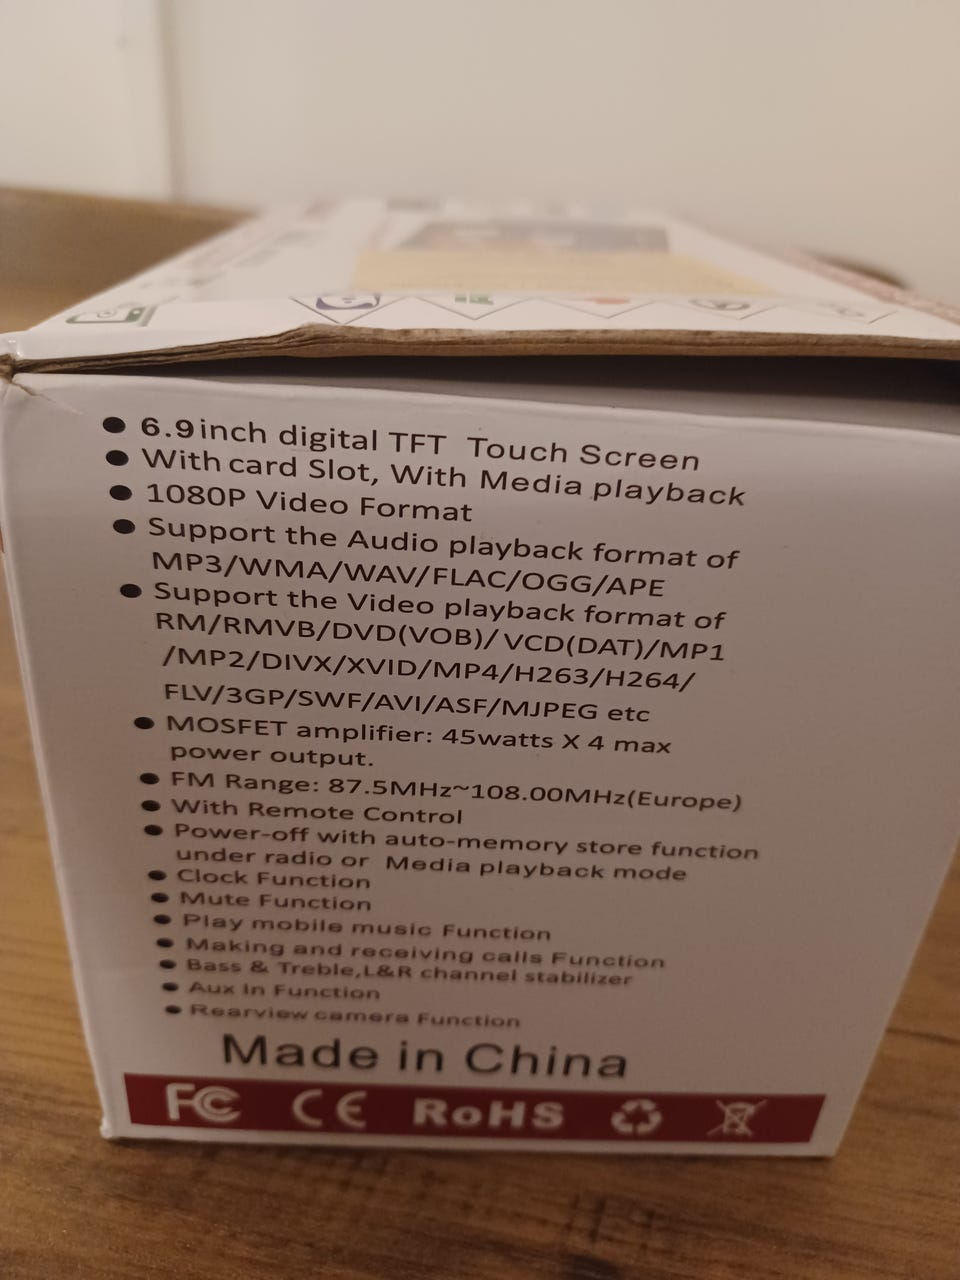 ● 6.9inch digital TFT Touch Screen
● With card Slot, With Media playback
● 1080P Video Format
● Support the Audio playback format of
MP3/WMA/WAV/FLAC/OGG/APE
● Support the Video playback format of
RM/RMVB/DVD(VOB)/ VCD(DAT)/MP1
/MP2/DIVX/XVID/MP4/H263/H264/
FLV/3GP/SWF/AVI/ASF/MJPEG etc
● MOSFET amplifier: 45watts X 4 max
power output.
● FM Range: 87.5MHz~108.00MHz(Europe)
● With Remote Control
● Power-off with auto-memory store function
under radio or Media playback mode
● Clock Function
● Mute Function
● Play mobile music Function
● Making and receiving calls Function
● Bass & Treble,L&R channel stabilizer
● Aux In Function
● Rearview camera Function
Made in China
FC CE RoHS